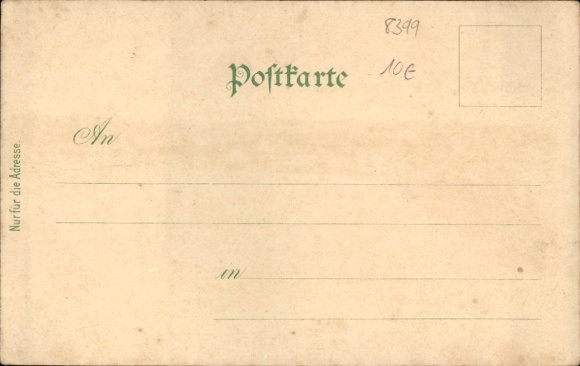 8399
Poſtkarte
10€
An
Nur für die Adresse.
in